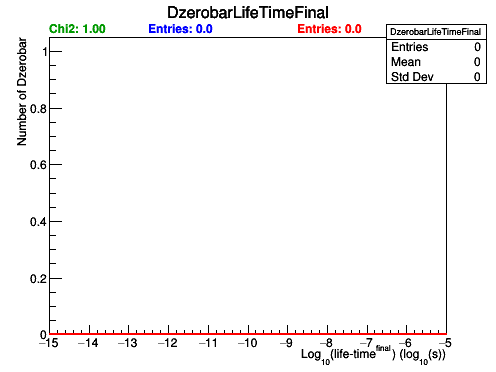 DzerobarLifeTimeFinal
Chi2: 1.00 Entries: 0.0 Entries: 0.0
DzerobarLifeTimeFinal
Entries 0
Mean 0
Std Dev 0
Number of Dzerobar
1
0.8
0.6
0.4
0.2
0
−15 −14 −13 −12 −11 −10 −9 −8 −7 −6 −5
Log10(life-time^final) (log10(s))